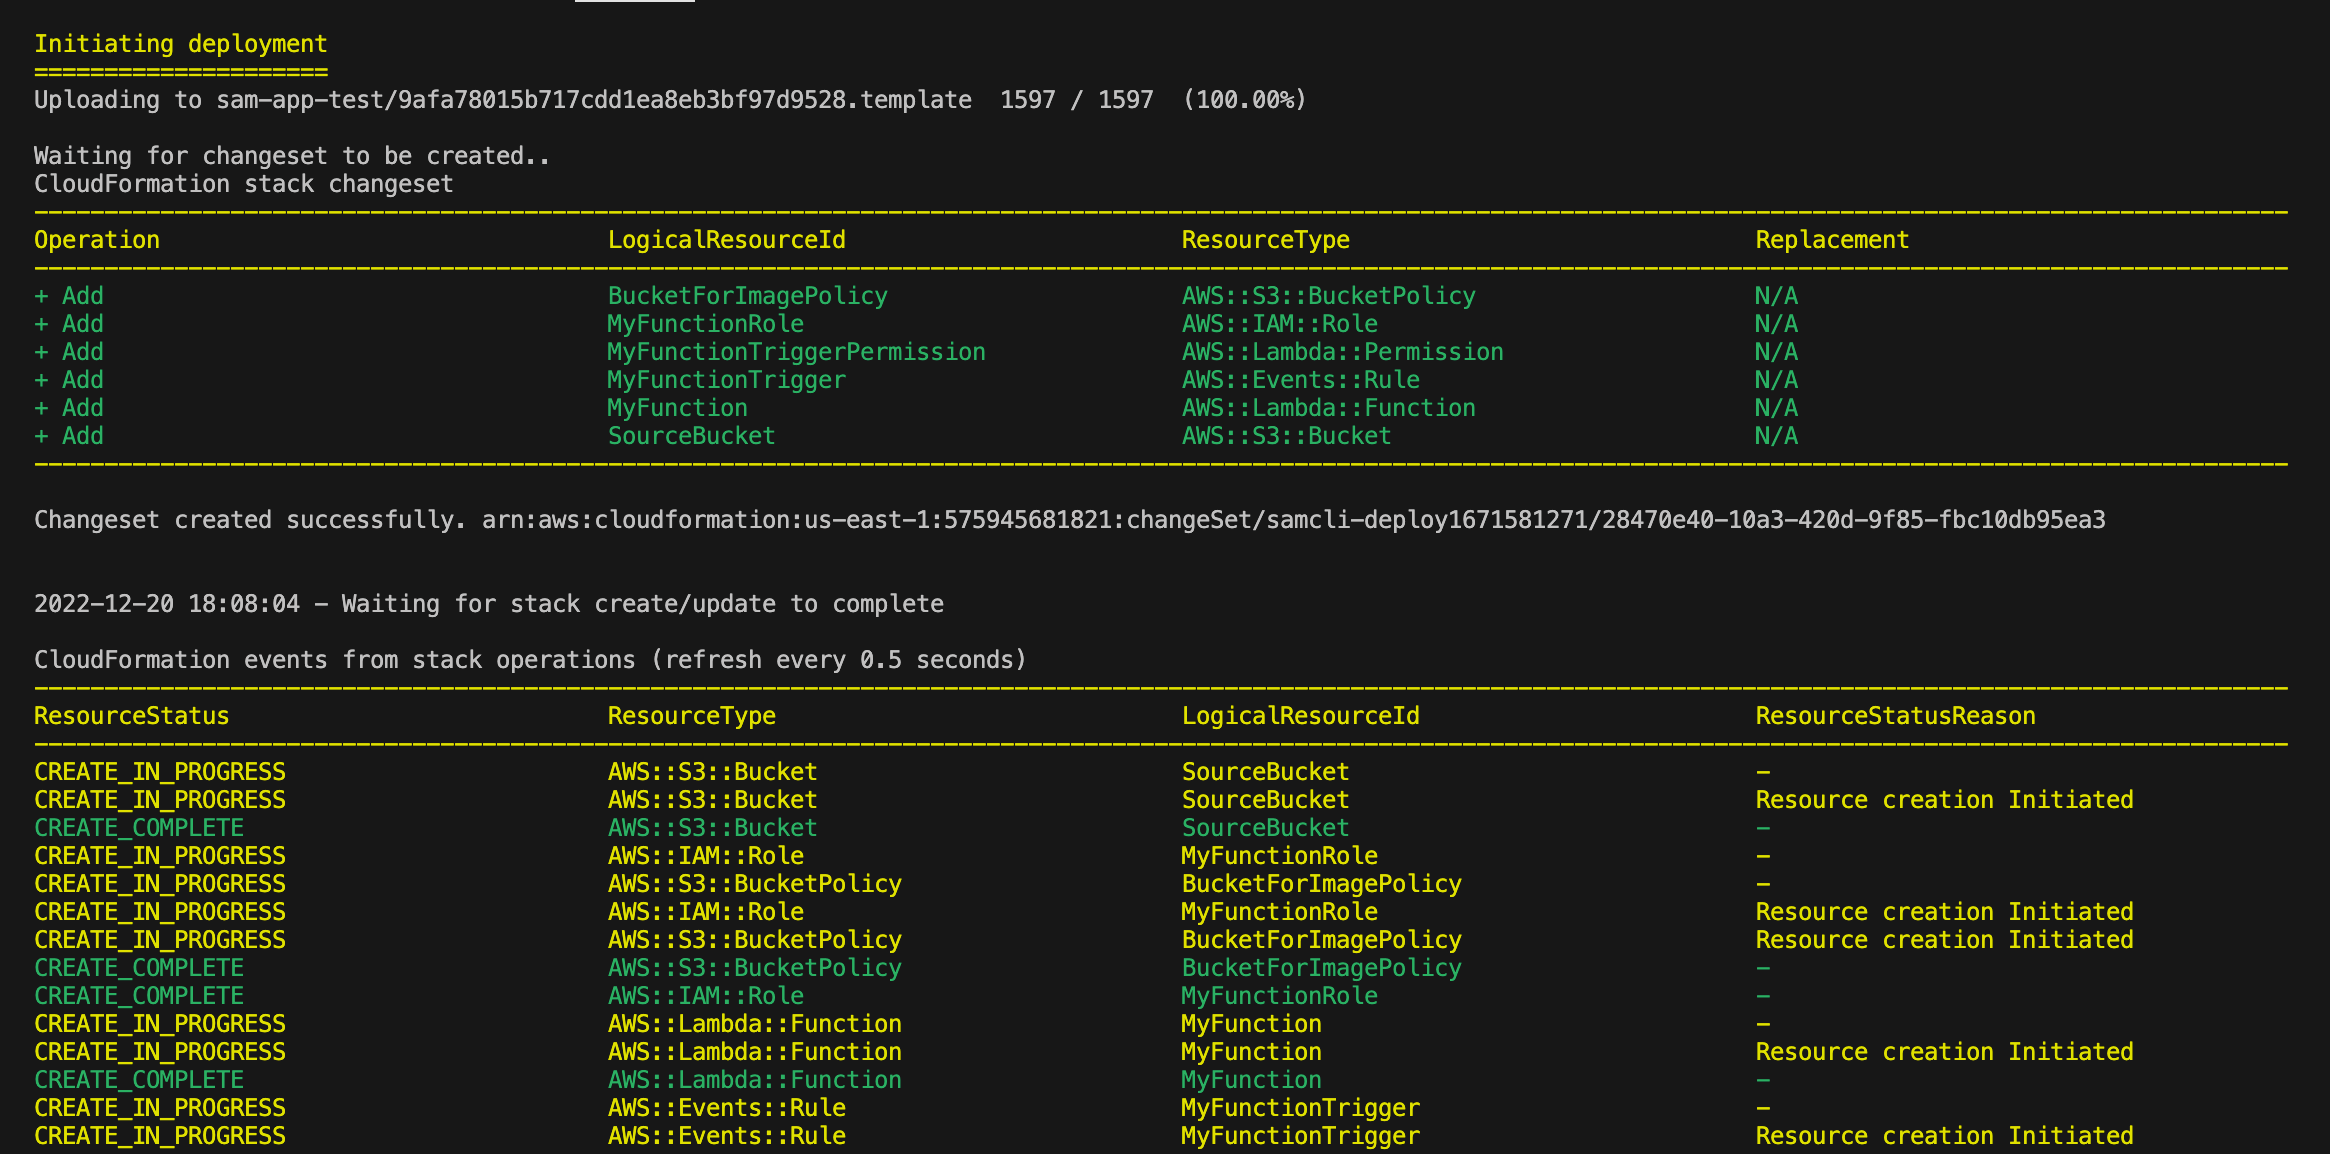 Initiating deployment
=====================
Uploading to sam-app-test/9afa78015b717cdd1ea8eb3bf97d9528.template  1597 / 1597  (100.00%)
Waiting for changeset to be created..
CloudFormation stack changeset
Operation LogicalResourceId ResourceType Replacement
+ Add BucketForImagePolicy AWS::S3::BucketPolicy N/A
+ Add MyFunctionRole AWS::IAM::Role N/A
+ Add MyFunctionTriggerPermission AWS::Lambda::Permission N/A
+ Add MyFunctionTrigger AWS::Events::Rule N/A
+ Add MyFunction AWS::Lambda::Function N/A
+ Add SourceBucket AWS::S3::Bucket N/A
Changeset created successfully. arn:aws:cloudformation:us-east-1:575945681821:changeSet/samcli-deploy1671581271/28470e40-10a3-420d-9f85-fbc10db95ea3
2022-12-20 18:08:04 - Waiting for stack create/update to complete
CloudFormation events from stack operations (refresh every 0.5 seconds)
ResourceStatus ResourceType LogicalResourceId ResourceStatusReason
CREATE_IN_PROGRESS AWS::S3::Bucket SourceBucket -
CREATE_IN_PROGRESS AWS::S3::Bucket SourceBucket Resource creation Initiated
CREATE_COMPLETE AWS::S3::Bucket SourceBucket -
CREATE_IN_PROGRESS AWS::IAM::Role MyFunctionRole -
CREATE_IN_PROGRESS AWS::S3::BucketPolicy BucketForImagePolicy -
CREATE_IN_PROGRESS AWS::IAM::Role MyFunctionRole Resource creation Initiated
CREATE_IN_PROGRESS AWS::S3::BucketPolicy BucketForImagePolicy Resource creation Initiated
CREATE_COMPLETE AWS::S3::BucketPolicy BucketForImagePolicy -
CREATE_COMPLETE AWS::IAM::Role MyFunctionRole -
CREATE_IN_PROGRESS AWS::Lambda::Function MyFunction -
CREATE_IN_PROGRESS AWS::Lambda::Function MyFunction Resource creation Initiated
CREATE_COMPLETE AWS::Lambda::Function MyFunction -
CREATE_IN_PROGRESS AWS::Events::Rule MyFunctionTrigger -
CREATE_IN_PROGRESS AWS::Events::Rule MyFunctionTrigger Resource creation Initiated